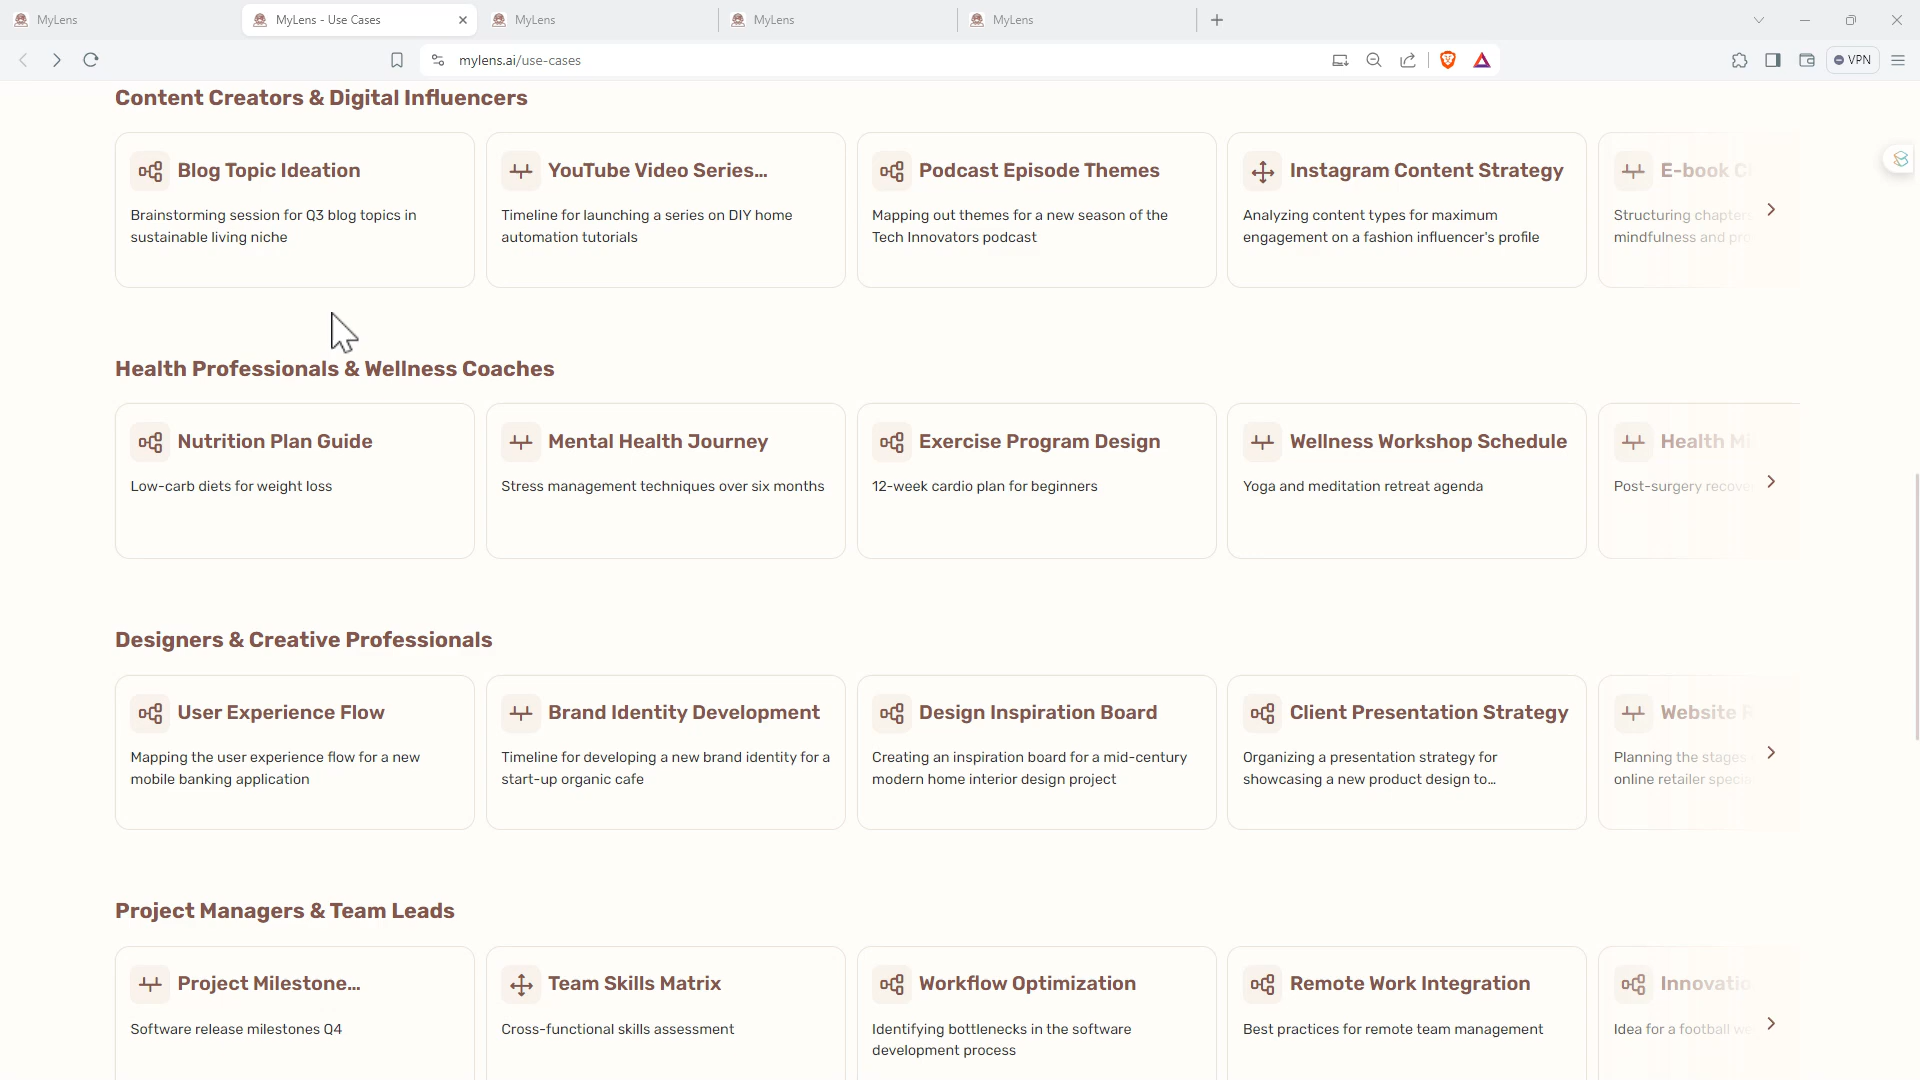 MyLens
MyLens - Use Cases
MyLens
MyLens
MyLens
mylens.ai/use-cases
VPN
Content Creators & Digital Influencers
Blog Topic Ideation
Brainstorming session for Q3 blog topics in
sustainable living niche
YouTube Video Series...
Timeline for launching a series on DIY home
automation tutorials
Podcast Episode Themes
Mapping out themes for a new season of the
Tech Innovators podcast
Instagram Content Strategy
Analyzing content types for maximum
engagement on a fashion influencer's profile
E-book
Structuring chapters
mindfulness and
Health Professionals & Wellness Coaches
Nutrition Plan Guide
Low-carb diets for weight loss
Mental Health Journey
Stress management techniques over six months
Exercise Program Design
12-week cardio plan for beginners
Wellness Workshop Schedule
Yoga and meditation retreat agenda
Health
Post-surgery
Designers & Creative Professionals
User Experience Flow
Mapping the user experience flow for a new
mobile banking application
Brand Identity Development
Timeline for developing a new brand identity for a
start-up organic cafe
Design Inspiration Board
Creating an inspiration board for a mid-century
modern home interior design project
Client Presentation Strategy
Organizing a presentation strategy for
showcasing a new product design to...
Website
Planning the stages
online retailer
Project Managers & Team Leads
Project Milestone...
Software release milestones Q4
Team Skills Matrix
Cross-functional skills assessment
Workflow Optimization
Identifying bottlenecks in the software
development process
Remote Work Integration
Best practices for remote team management
Idea for a football